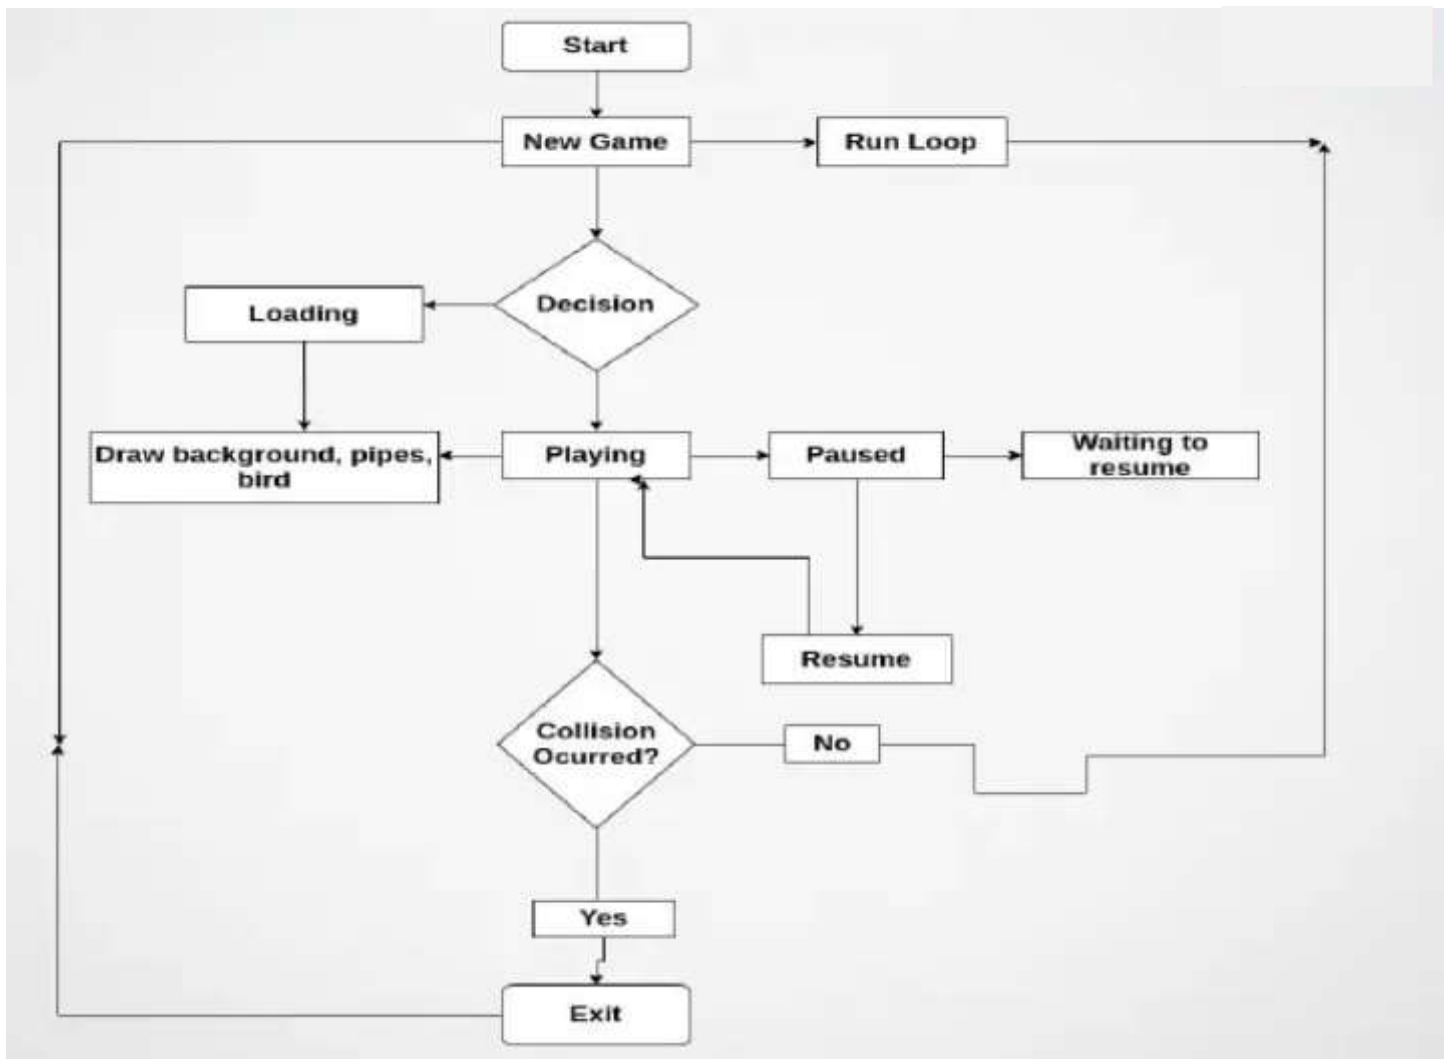 Start
New Game
Run Loop
Decision
Loading
Draw background, pipes,
bird
Playing
Paused
Waiting to
resume
Resume
Collision
Ocurred?
No
Yes
Exit